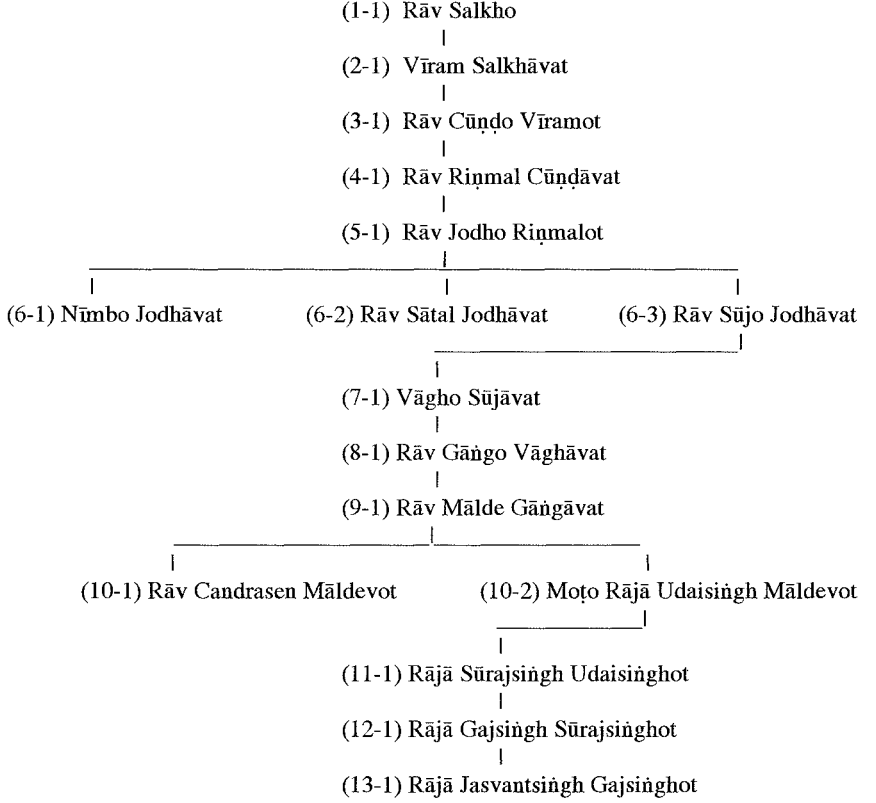 (1-1) Rāv Salkho
(2-1) Vīram Salkhāvat
(3-1) Rāv Cūṇḍo Vīramot
(4-1) Rāv Riṇmal Cūṇḍāvat
(5-1) Rāv Jodho Riṇmalot
(6-1) Nīmbo Jodhāvat (6-2) Rāv Sātal Jodhāvat (6-3) Rāv Sūjo Jodhāvat
(7-1) Vāgho Sūjāvat
(8-1) Rāv Gāṅgo Vāghāvat
(9-1) Rāv Mālde Gāṅgāvat
(10-1) Rāv Candrasen Māldevot (10-2) Moṭo Rājā Udaisiṅgh Māldevot
(11-1) Rājā Sūrajsiṅgh Udaisiṅghot
(12-1) Rājā Gajsiṅgh Sūrajsiṅghot
(13-1) Rājā Jasvantsiṅgh Gajsiṅghot